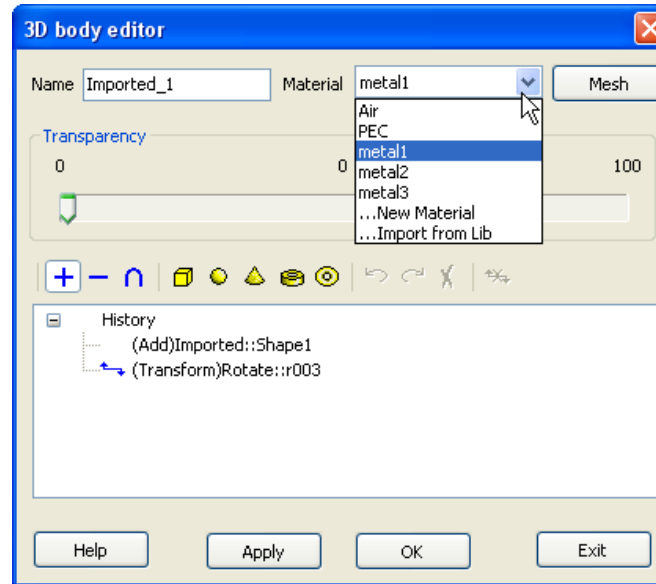 3D body editor
Name Imported_1 Material metal1 Mesh
Air
PEC
metal1
metal2
metal3
...New Material
...Import from Lib
Transparency
0 0 100
History
(Add)Imported::Shape1
(Transform)Rotate::r003
Help Apply OK Exit